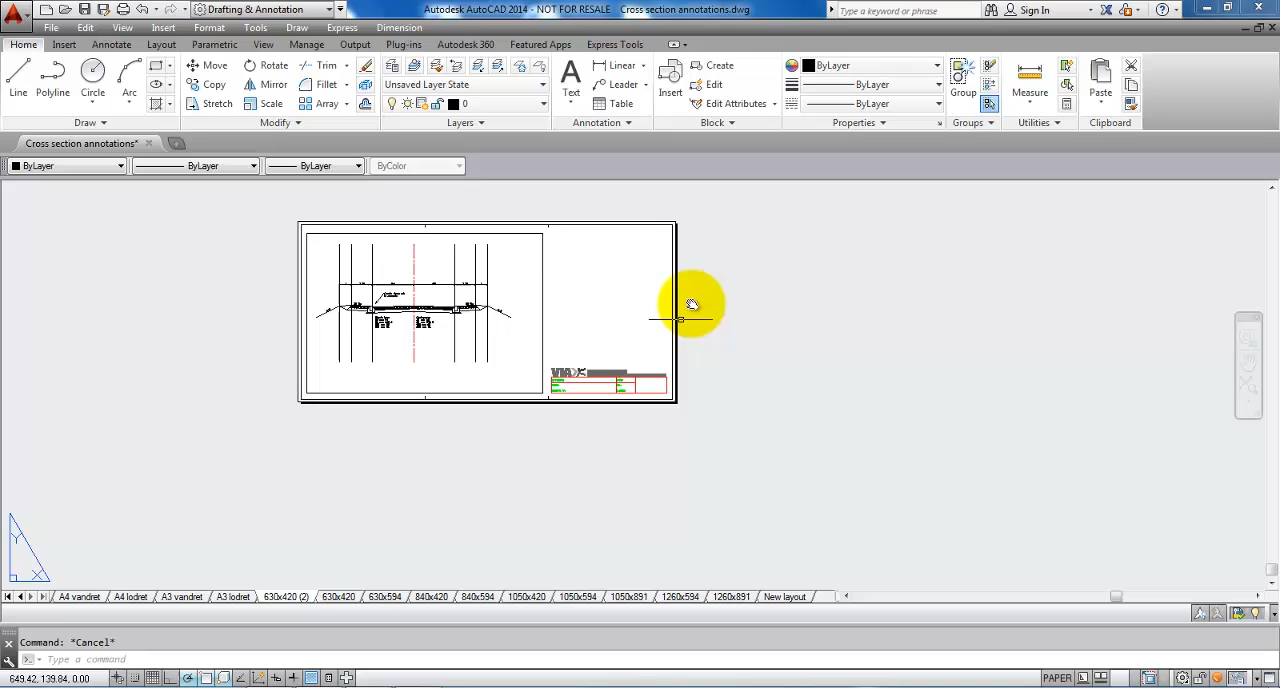 Drafting & Annotation
Autodesk AutoCAD 2014 - NOT FOR RESALE Cross section annotations.dwg
Type a keyword or phrase
Sign In
File Edit View Insert Format Tools Draw Express Dimension
Home Insert Annotate Layout Parametric View Manage Output Plug-ins Autodesk 360 Featured Apps Express Tools
Line Polyline Circle Arc
Move Rotate Trim
Copy Mirror Fillet
Stretch Scale Array
Unsaved Layer State
0
Text
Linear
Leader
Table
Insert
Create
Edit
Edit Attributes
ByLayer
ByLayer
ByLayer
Group
Measure
Paste
Draw Modify Layers Annotation Block Properties Groups Utilities Clipboard
Cross section annotations*
ByLayer ByLayer ByLayer ByColor
Y
X
A4 vandret A4 lodret A3 vandret A3 lodret 630x420 (2) 630x420 630x594 840x420 840x594 1050x420 1050x594 1050x891 1260x594 1260x891 New layout
Command: *Cancel*
Type a command
649.42, 139.84, 0.00
PAPER